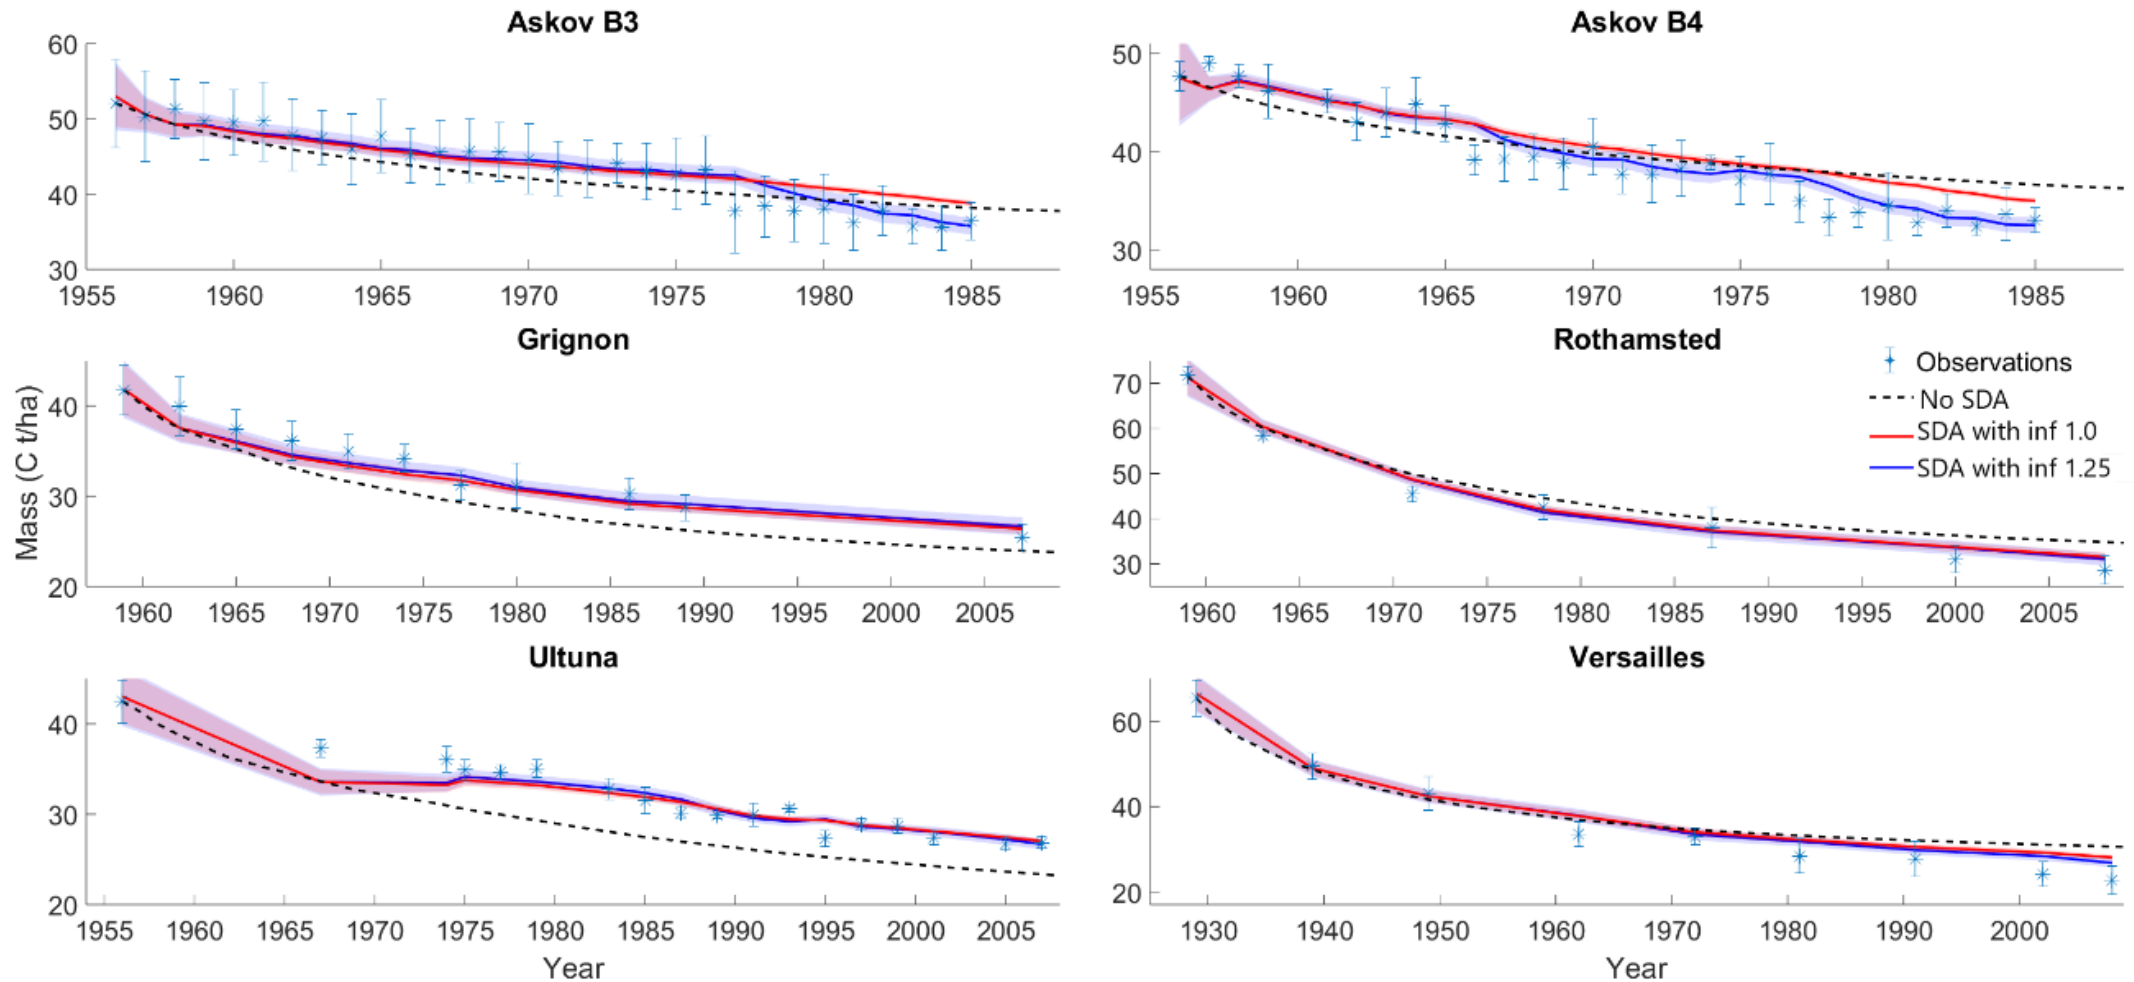 Askov B3
Askov B4
60
50
40
30
1955 1960 1965 1970 1975 1980 1985
50
40
30
1955 1960 1965 1970 1975 1980 1985
Grignon
Rothamsted
Mass (C t/ha)
40
30
20
1960 1965 1970 1975 1980 1985 1990 1995 2000 2005
70
60
50
40
30
1960 1965 1970 1975 1980 1985 1990 1995 2000 2005
Observations
No SDA
SDA with inf 1.0
SDA with inf 1.25
Ultuna
Versailles
40
30
20
1955 1960 1965 1970 1975 1980 1985 1990 1995 2000 2005
Year
60
40
20
1930 1940 1950 1960 1970 1980 1990 2000
Year